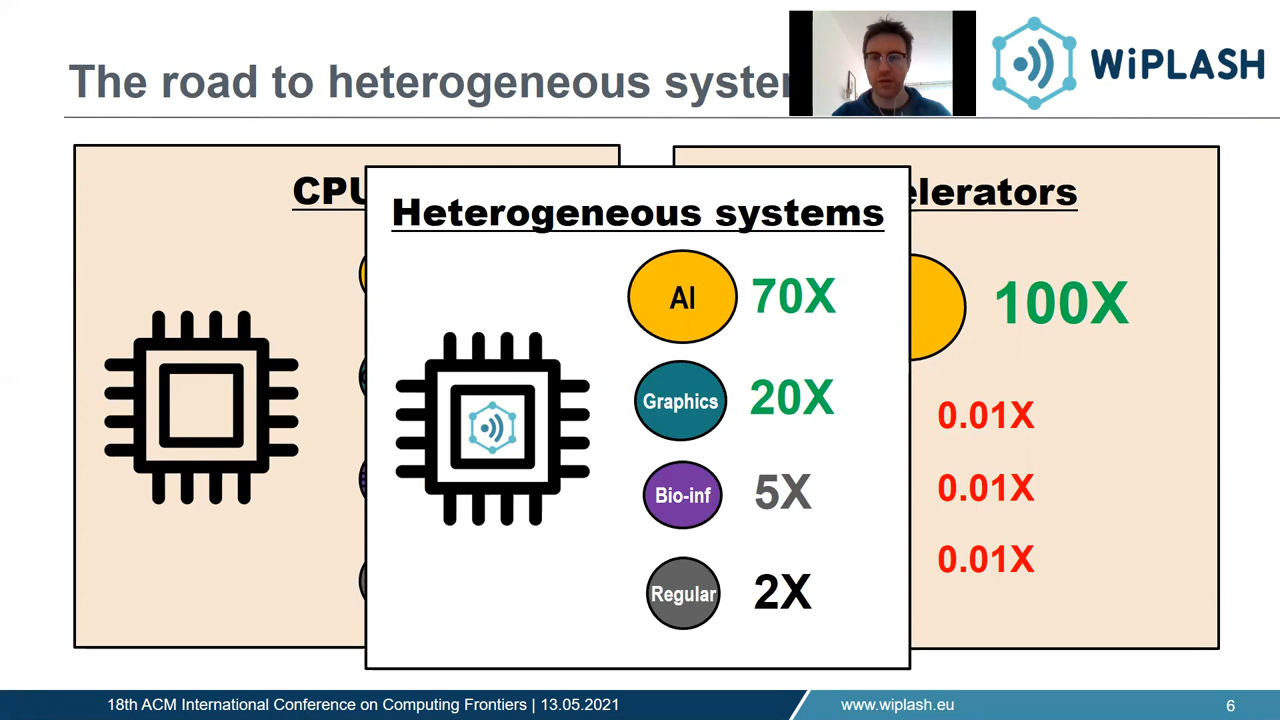 The road to heterogeneous system
WiPLASH
CPU
elerators
Heterogeneous systems
AI 70X
Graphics 20X
Bio-inf 5X
Regular 2X
100X
0.01X
0.01X
0.01X
18th ACM International Conference on Computing Frontiers | 13.05.2021
www.wiplash.eu
6